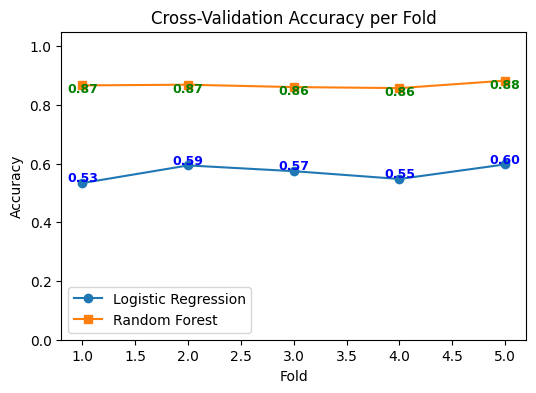 Cross-Validation Accuracy per Fold
1.0
0.8
0.6
0.4
0.2
0.0
Accuracy
0.87 0.87 0.86 0.86 0.88
0.53 0.59 0.57 0.55 0.60
Logistic Regression
Random Forest
1.0 1.5 2.0 2.5 3.0 3.5 4.0 4.5 5.0
Fold